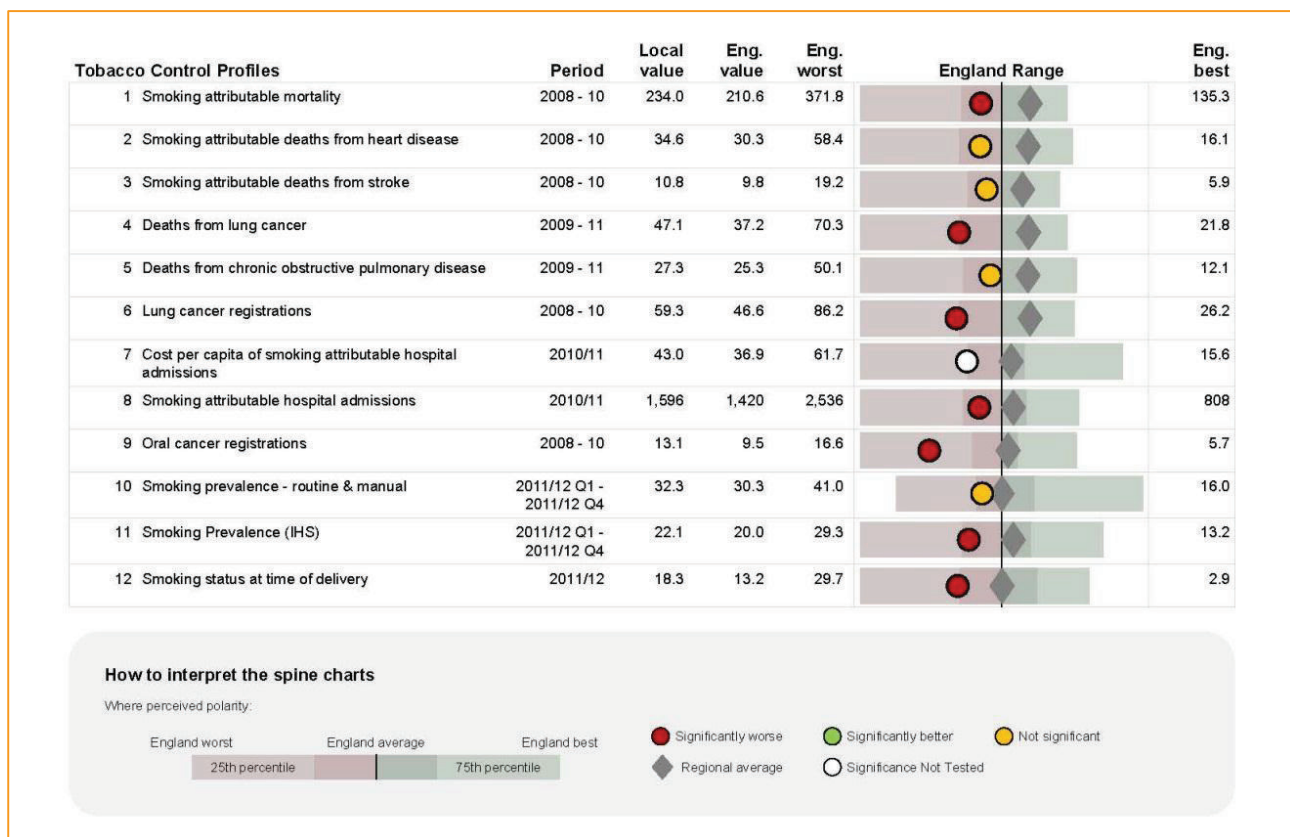 Tobacco Control Profiles Period Local value Eng. value Eng. worst England Range Eng. best
1 Smoking attributable mortality 2008 - 10 234.0 210.6 371.8 135.3
2 Smoking attributable deaths from heart disease 2008 - 10 34.6 30.3 58.4 16.1
3 Smoking attributable deaths from stroke 2008 - 10 10.8 9.8 19.2 5.9
4 Deaths from lung cancer 2009 - 11 47.1 37.2 70.3 21.8
5 Deaths from chronic obstructive pulmonary disease 2009 - 11 27.3 25.3 50.1 12.1
6 Lung cancer registrations 2008 - 10 59.3 46.6 86.2 26.2
7 Cost per capita of smoking attributable hospital 2010/11 43.0 36.9 61.7 15.6
admissions
8 Smoking attributable hospital admissions 2010/11 1,596 1,420 2,536 808
9 Oral cancer registrations 2008 - 10 13.1 9.5 16.6 5.7
10 Smoking prevalence - routine & manual 2011/12 Q1 - 32.3 30.3 41.0 16.0
2011/12 Q4
11 Smoking Prevalence (IHS) 2011/12 Q1 - 22.1 20.0 29.3 13.2
2011/12 Q4
12 Smoking status at time of delivery 2011/12 18.3 13.2 29.7 2.9
How to interpret the spine charts
Where perceived polarity:
England worst England average England best
25th percentile 75th percentile
Significantly worse Significantly better Not significant
Regional average Significance Not Tested